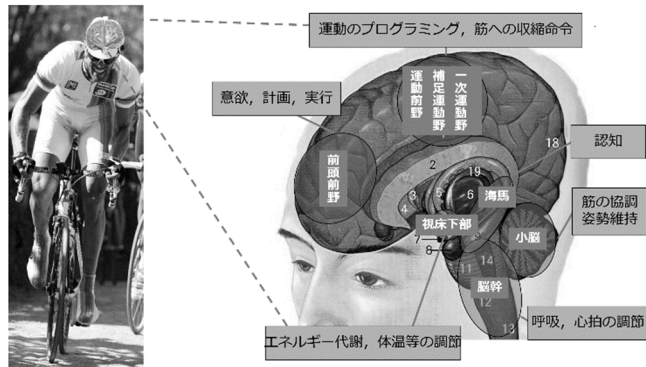 運動のプログラミング，筋への収縮命令
意欲，計画，実行
一次運動野
補足運動野
運動前野
前頭前野
18
認知
2
19
3
5
6
海馬
4
筋の協調
姿勢維持
視床下部
小脳
7
8
14
11
脳幹
12
13
呼吸，心拍の調節
エネルギー代謝，体温等の調節